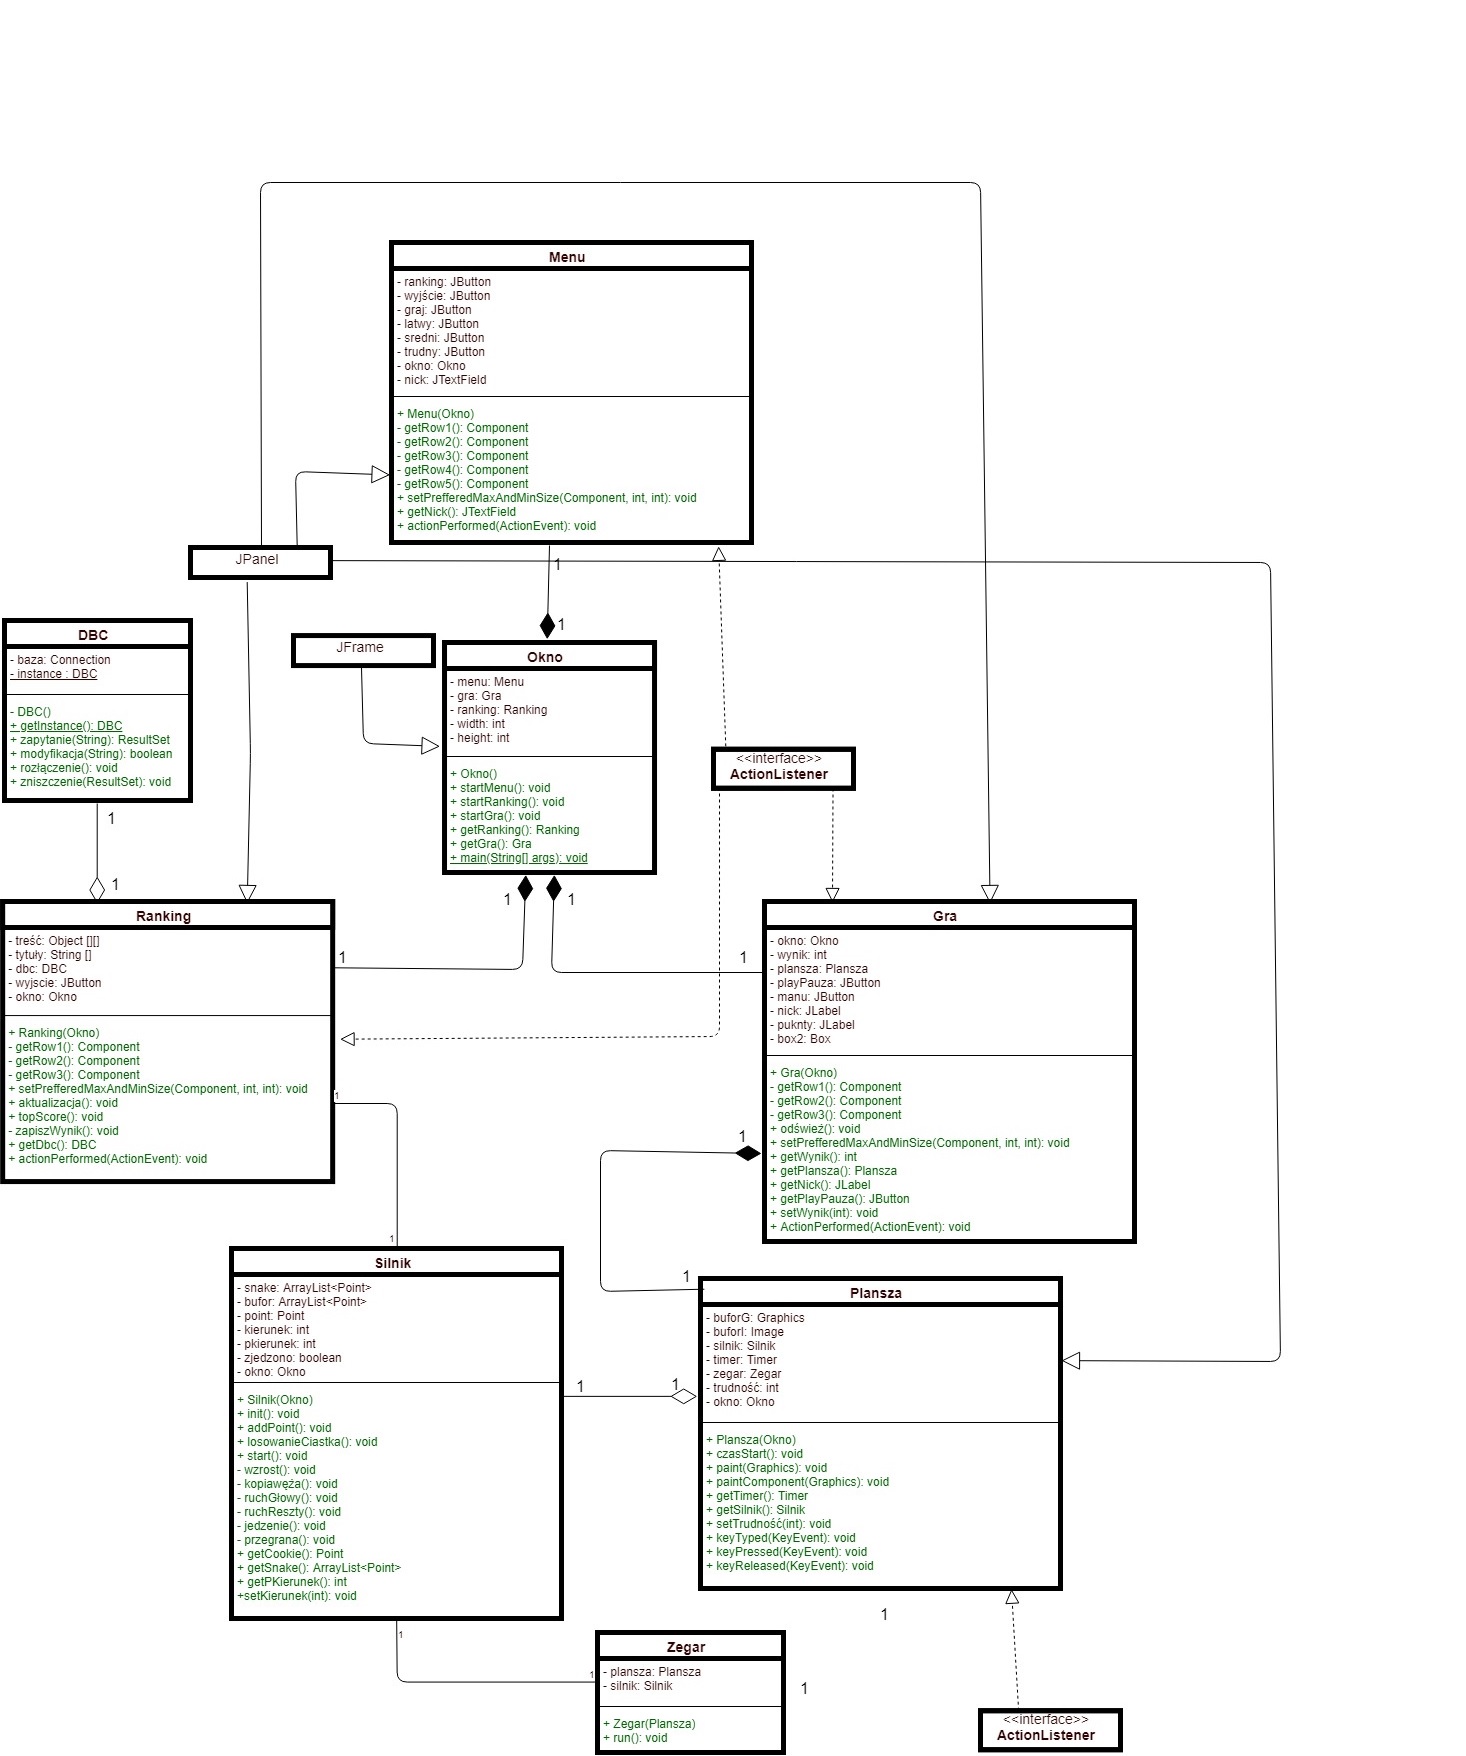 Menu
- ranking: JButton
- wyjście: JButton
- graj: JButton
- latwy: JButton
- sredni: JButton
- trudny: JButton
- okno: Okno
- nick: JTextField
+ Menu(Okno)
- getRow1(): Component
- getRow2(): Component
- getRow3(): Component
- getRow4(): Component
- getRow5(): Component
+ setPrefferedMaxAndMinSize(Component, int, int): void
+ getNick(): JTextField
+ actionPerformed(ActionEvent): void
JPanel
1
1
DBC
- baza: Connection
- instance : DBC
- DBC()
+ getInstance(): DBC
+ zapytanie(String): ResultSet
+ modyfikacja(String): boolean
+ rozłączenie(): void
+ zniszczenie(ResultSet): void
1
1
JFrame
Okno
- menu: Menu
- gra: Gra
- ranking: Ranking
- width: int
- height: int
+ Okno()
+ startMenu(): void
+ startRanking(): void
+ startGra(): void
+ getRanking(): Ranking
+ getGra(): Gra
+ main(String[] args): void
1
1
1
1
<<interface>>
ActionListener
Ranking
- treść: Object [][]
- tytuły: String []
- dbc: DBC
- wyjscie: JButton
- okno: Okno
+ Ranking(Okno)
- getRow1(): Component
- getRow2(): Component
- getRow3(): Component
+ setPrefferedMaxAndMinSize(Component, int, int): void
+ aktualizacja(): void
+ topScore(): void
- zapiszWynik(): void
+ getDbc(): DBC
+ actionPerformed(ActionEvent): void
1
1
Gra
- okno: Okno
- wynik: int
- plansza: Plansza
- playPauza: JButton
- manu: JButton
- nick: JLabel
- puknty: JLabel
- box2: Box
+ Gra(Okno)
- getRow1(): Component
- getRow2(): Component
- getRow3(): Component
+ odśwież(): void
+ setPrefferedMaxAndMinSize(Component, int, int): void
+ getWynik(): int
+ getPlansza(): Plansza
+ getNick(): JLabel
+ getPlayPauza(): JButton
+ setWynik(int): void
+ ActionPerformed(ActionEvent): void
1
1
Silnik
- snake: ArrayList<Point>
- bufor: ArrayList<Point>
- point: Point
- kierunek: int
- pkierunek: int
- zjedzono: boolean
- okno: Okno
+ Silnik(Okno)
+ init(): void
+ addPoint(): void
+ losowanieCiastka(): void
+ start(): void
- wzrost(): void
- kopiawęża(): void
- ruchGłowy(): void
- ruchReszty(): void
- jedzenie(): void
- przegrana(): void
+ getCookie(): Point
+ getSnake(): ArrayList<Point>
+ getPKierunek(): int
+setKierunek(int): void
1
1
Plansza
- buforG: Graphics
- buforI: Image
- silnik: Silnik
- timer: Timer
- zegar: Zegar
- trudność: int
- okno: Okno
+ Plansza(Okno)
+ czasStart(): void
+ paint(Graphics): void
+ paintComponent(Graphics): void
+ getTimer(): Timer
+ getSilnik(): Silnik
+ setTrudność(int): void
+ keyTyped(KeyEvent): void
+ keyPressed(KeyEvent): void
+ keyReleased(KeyEvent): void
1
1
1
Zegar
- plansza: Plansza
- silnik: Silnik
+ Zegar(Plansza)
+ run(): void
1
<<interface>>
ActionListener